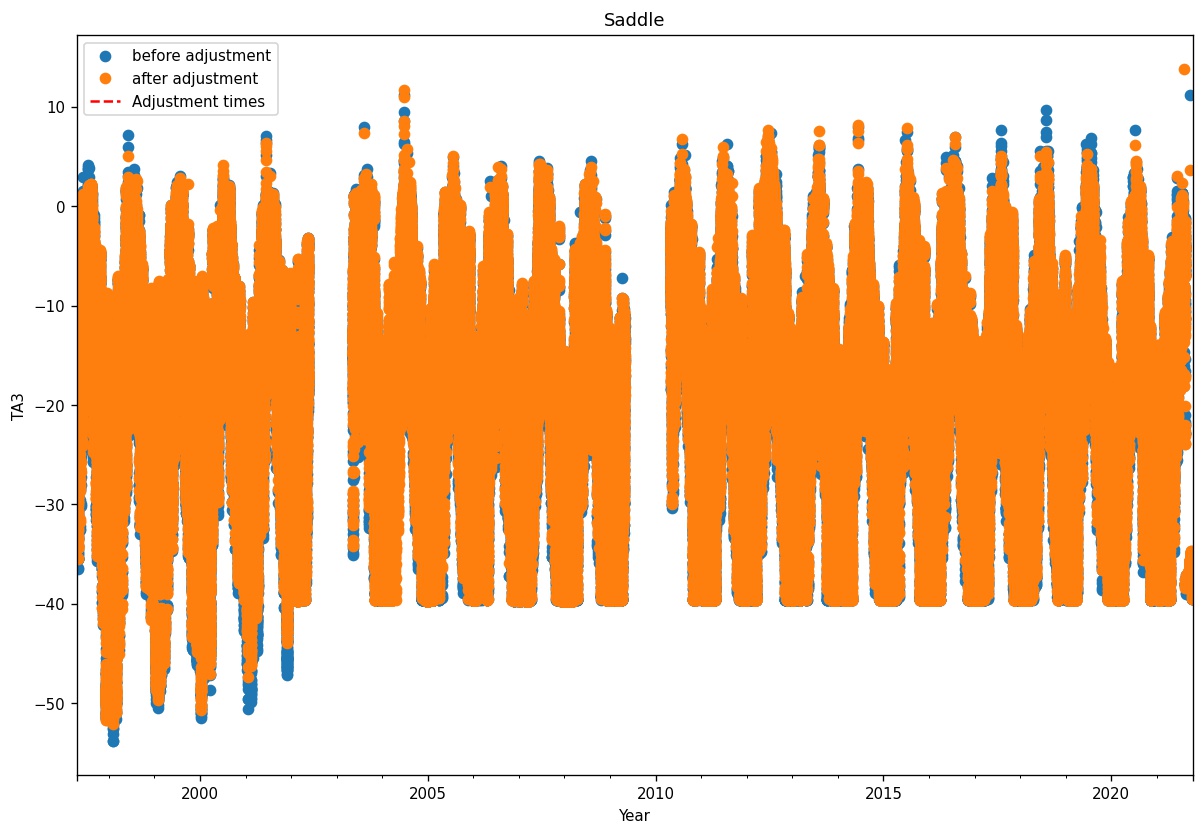 Saddle
before adjustment
after adjustment
Adjustment times
10
0
−10
−20
−30
−40
−50
TA3
2000 2005 2010 2015 2020
Year